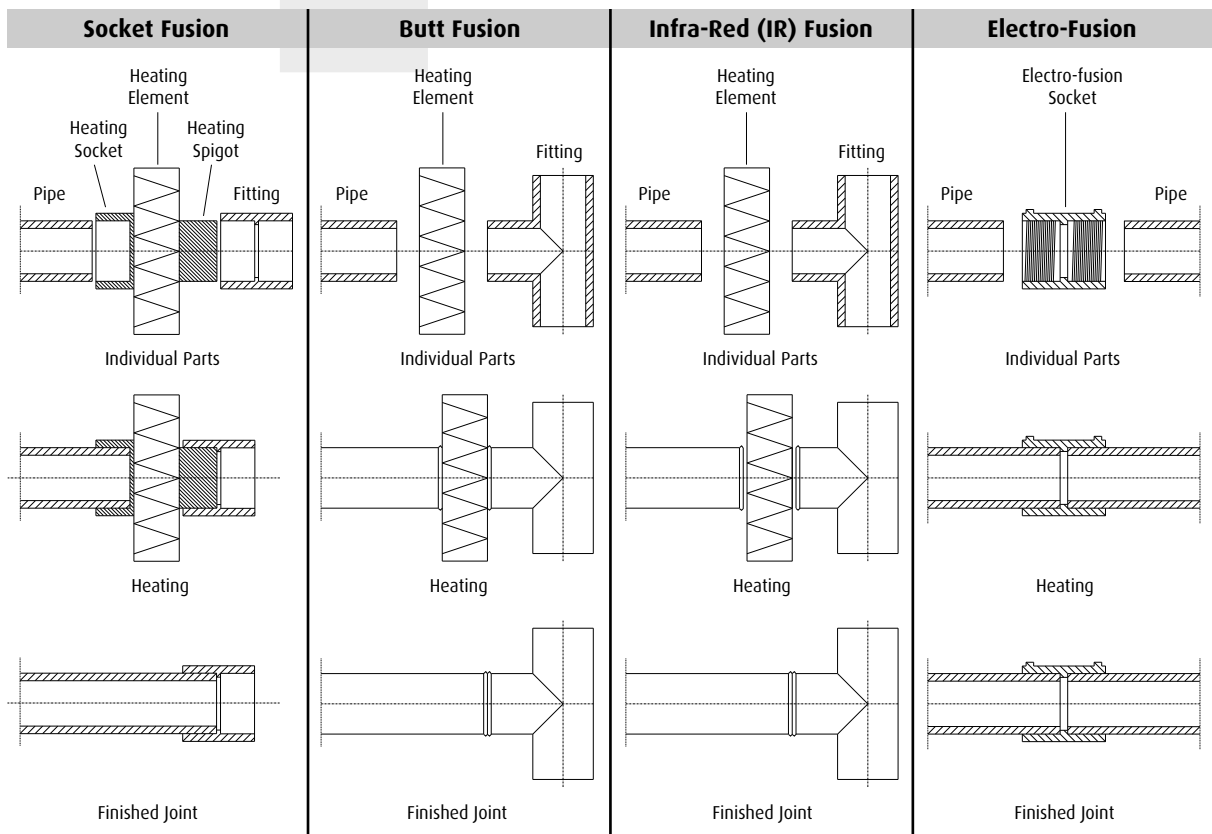 Socket Fusion
Heating
Element
Heating
Socket
Heating
Spigot
Pipe
Fitting
Individual Parts
Heating
Finished Joint
Butt Fusion
Heating
Element
Fitting
Pipe
Individual Parts
Heating
Finished Joint
Infra-Red (IR) Fusion
Heating
Element
Fitting
Pipe
Individual Parts
Heating
Finished Joint
Electro-Fusion
Electro-fusion
Socket
Pipe
Pipe
Individual Parts
Heating
Finished Joint